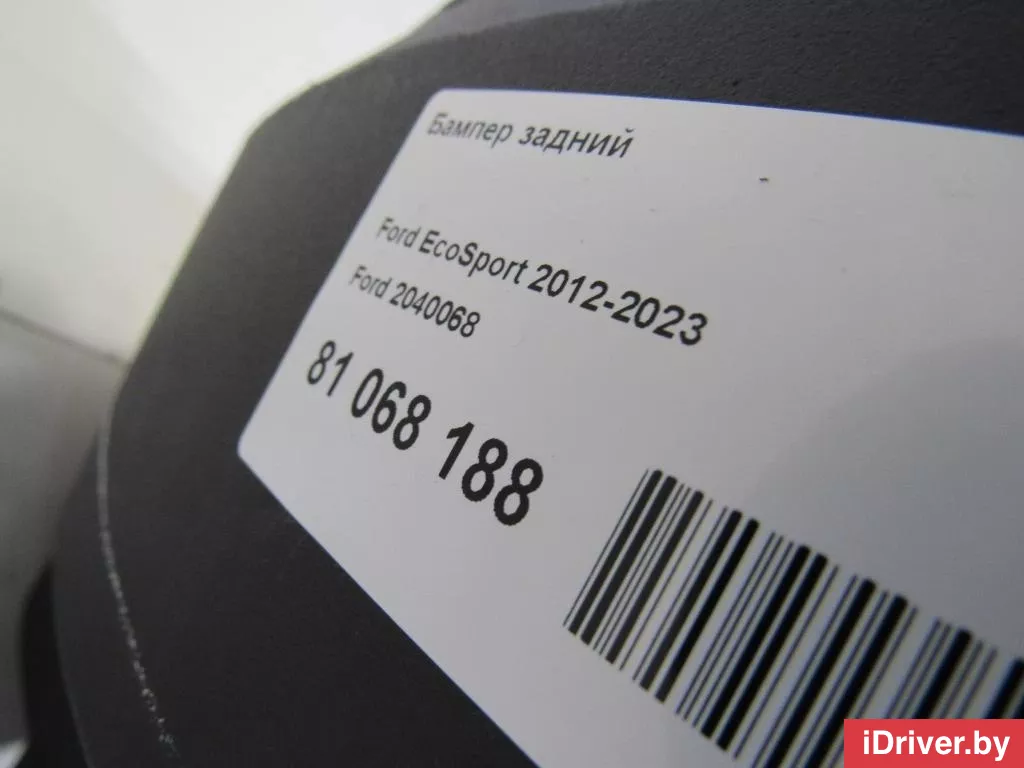 Бампер задний
Ford EcoSport 2012-2023
Ford 2040068
81 068 188
iDriver.by